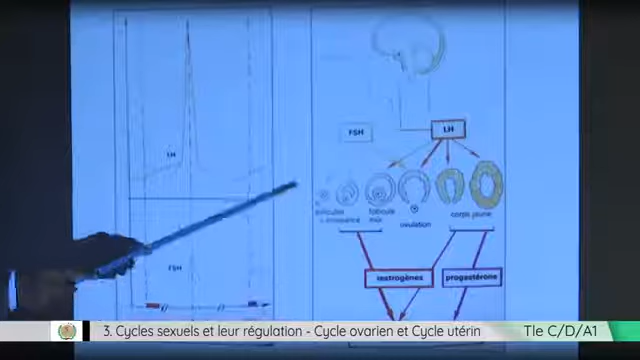 LH
FSH
FSH
LH
follicules
follicule
mûr
ovulation
corps jaune
œstrogènes
progestérone
3. Cycles sexuels et leur régulation - Cycle ovarien et Cycle utérin
Tle C/D/A1